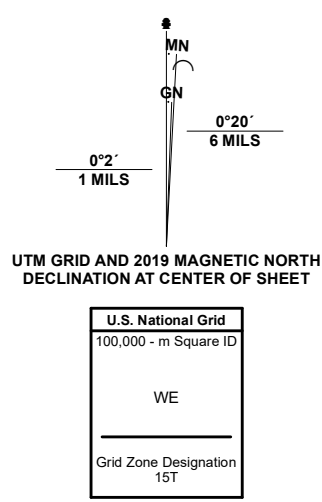 MN
GN
0°20´
6 MILS
0°2´
1 MILS
UTM GRID AND 2019 MAGNETIC NORTH
DECLINATION AT CENTER OF SHEET
U.S. National Grid
100,000 - m Square ID
WE
Grid Zone Designation
15T